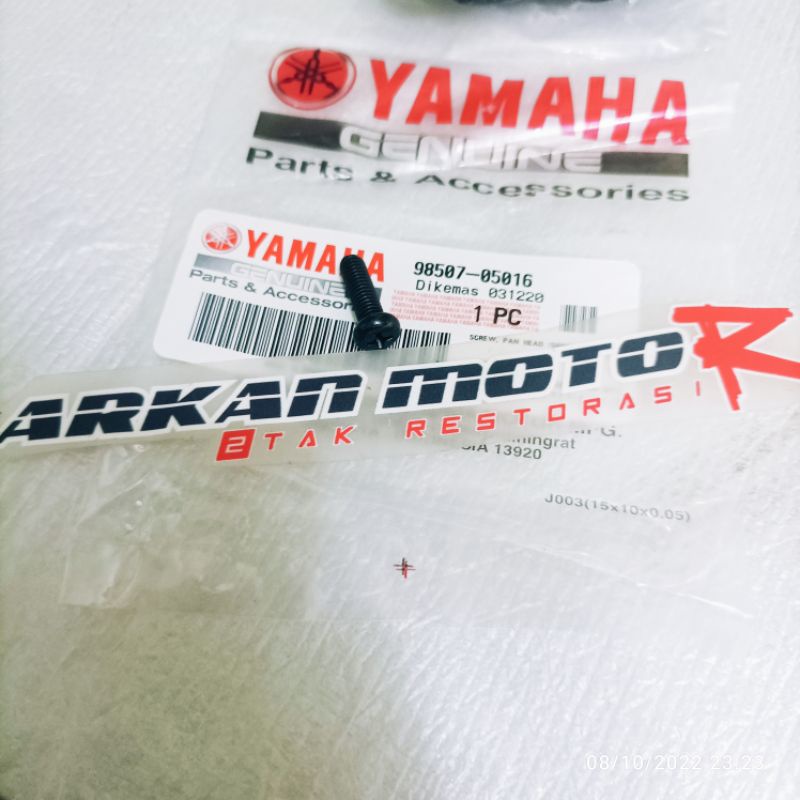 YAMAHA
GENUINE
Parts & Accessories
YAMAHA
GENUINE
Parts & Accessor
98507-05016
Dikemas 031220
1 PC
SCREW, PAN HEAD
ARKAN MOTOR
2TAK RESTORASI
G.
ningrat
SIA 13920
J003(15x10x0.05)
08/10/2022 23:23